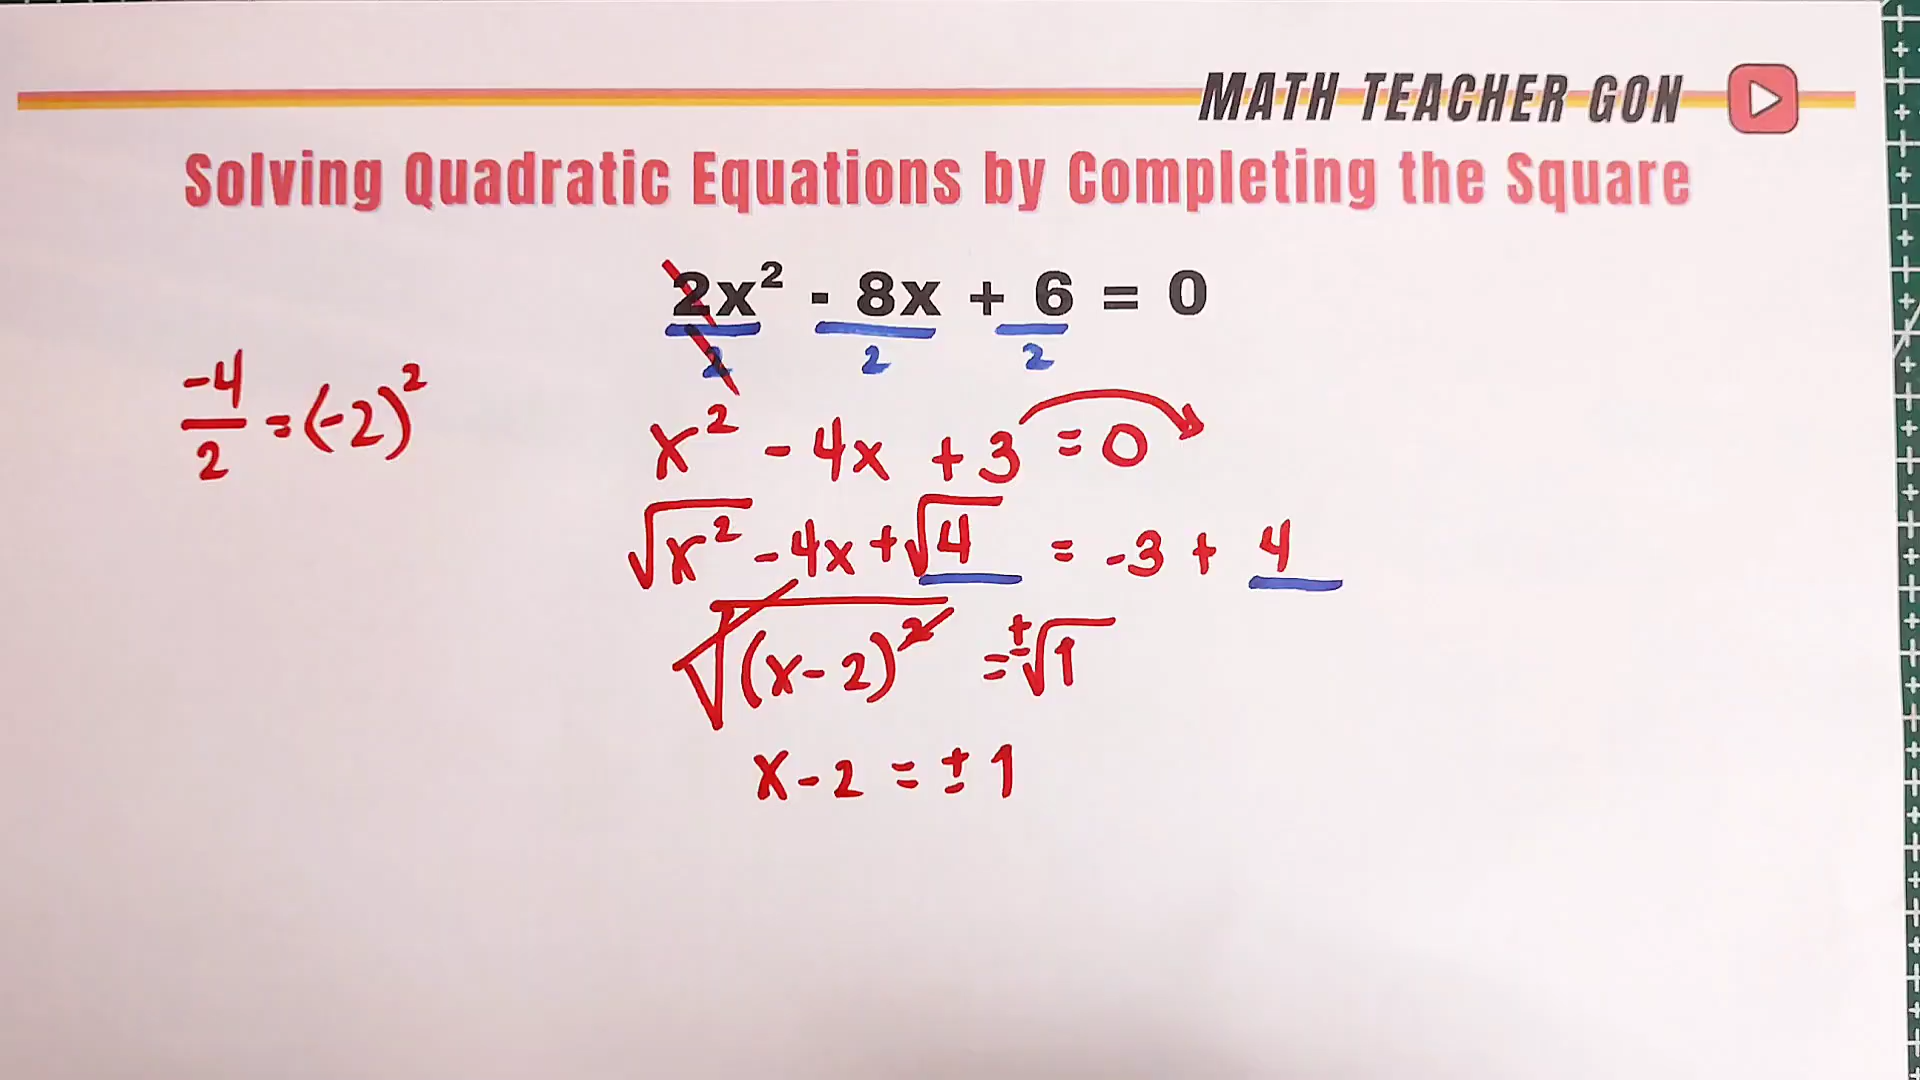 MATH TEACHER GON
Solving Quadratic Equations by Completing the Square
2x² - 8x + 6 = 0
2 2 2
-4/2 = (-2)²
x² - 4x + 3 = 0
√x² - 4x + √4 = -3 + 4
√(x-2)² = ±√1
x-2 = ±1